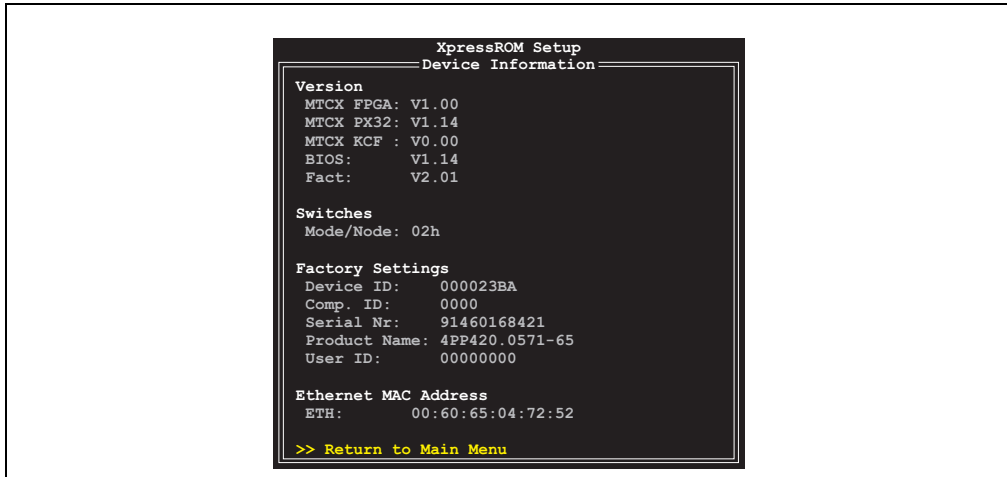 XpressROM Setup
Device Information
Version
MTCX FPGA: V1.00
MTCX PX32: V1.14
MTCX KCF : V0.00
BIOS: V1.14
Fact: V2.01
Switches
Mode/Node: 02h
Factory Settings
Device ID: 000023BA
Comp. ID: 0000
Serial Nr: 91460168421
Product Name: 4PP420.0571-65
User ID: 00000000
Ethernet MAC Address
ETH: 00:60:65:04:72:52
>> Return to Main Menu